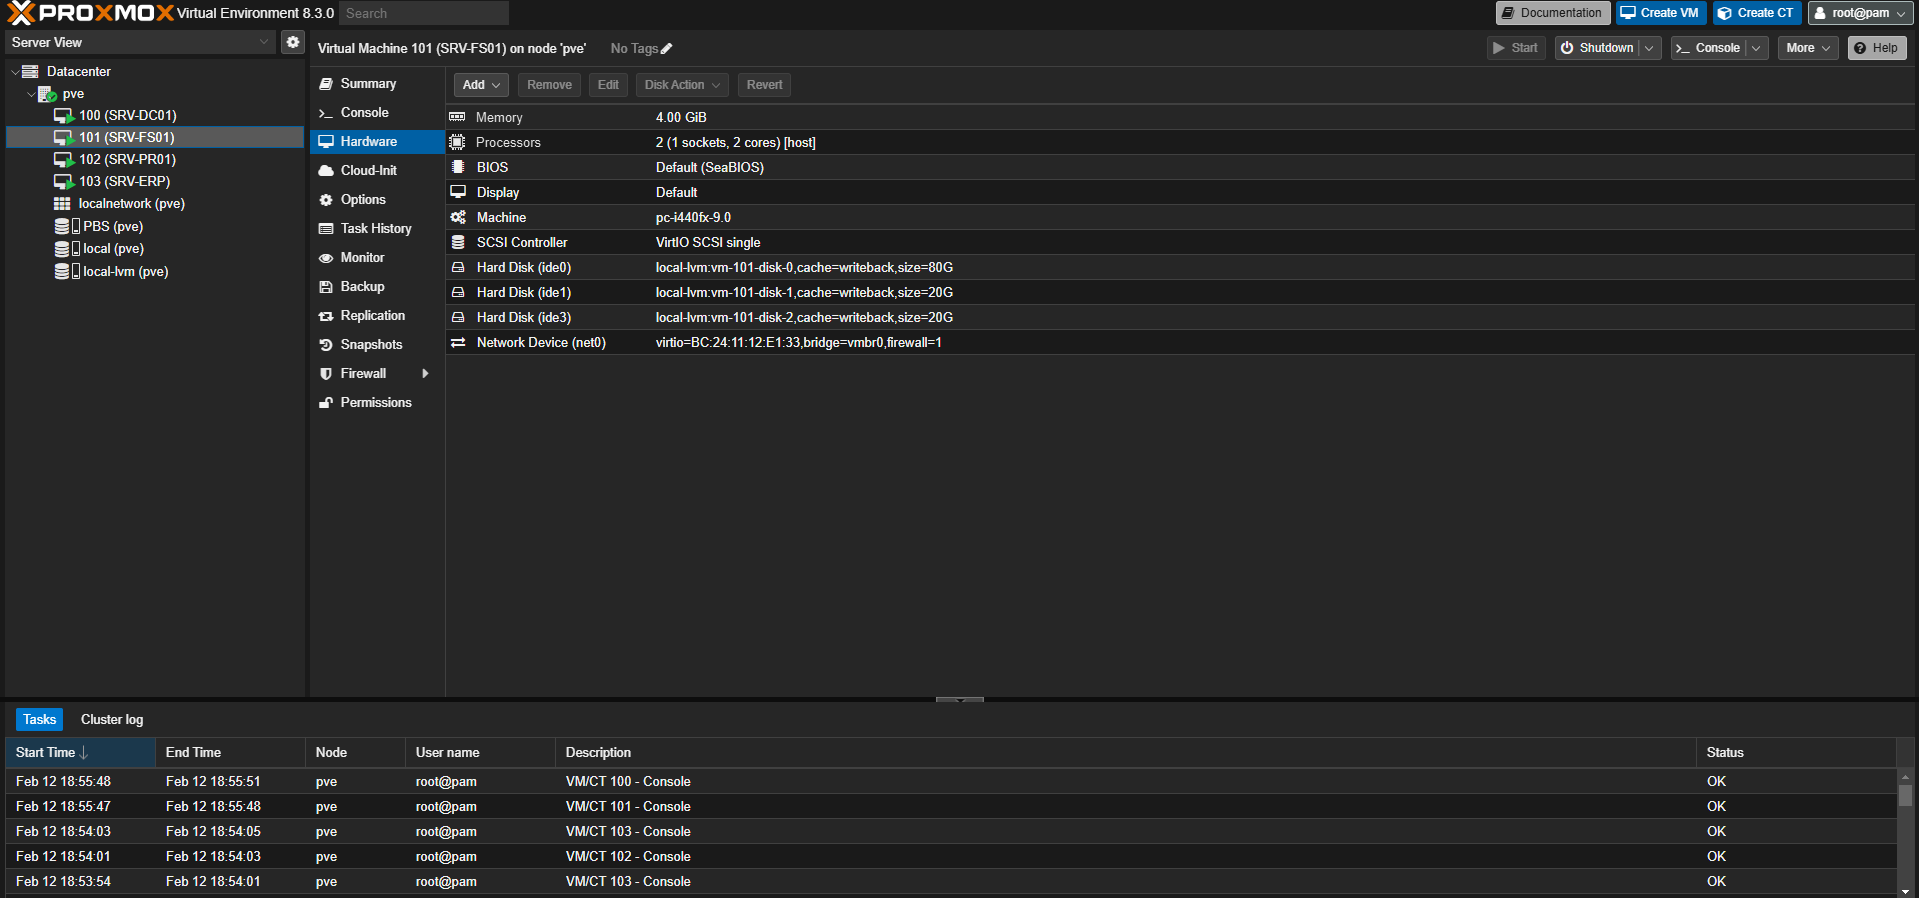 PROXMOX Virtual Environment 8.3.0 Search Documentation Create VM Create CT root@pam
Server View
Virtual Machine 101 (SRV-FS01) on node 'pve' No Tags Start Shutdown Console More Help
Datacenter
pve
100 (SRV-DC01)
101 (SRV-FS01)
102 (SRV-PR01)
103 (SRV-ERP)
localnetwork (pve)
PBS (pve)
local (pve)
local-lvm (pve)
Summary
Console
Hardware
Cloud-Init
Options
Task History
Monitor
Backup
Replication
Snapshots
Firewall
Permissions
Add Remove Edit Disk Action Revert
Memory 4.00 GiB
Processors 2 (1 sockets, 2 cores) [host]
BIOS Default (SeaBIOS)
Display Default
Machine pc-i440fx-9.0
SCSI Controller VirtIO SCSI single
Hard Disk (ide0) local-lvm:vm-101-disk-0,cache=writeback,size=80G
Hard Disk (ide1) local-lvm:vm-101-disk-1,cache=writeback,size=20G
Hard Disk (ide3) local-lvm:vm-101-disk-2,cache=writeback,size=20G
Network Device (net0) virtio=BC:24:11:12:E1:33,bridge=vmbr0,firewall=1
Tasks Cluster log
Start Time End Time Node User name Description Status
Feb 12 18:55:48 Feb 12 18:55:51 pve root@pam VM/CT 100 - Console OK
Feb 12 18:55:47 Feb 12 18:55:48 pve root@pam VM/CT 101 - Console OK
Feb 12 18:54:03 Feb 12 18:54:05 pve root@pam VM/CT 103 - Console OK
Feb 12 18:54:01 Feb 12 18:54:03 pve root@pam VM/CT 102 - Console OK
Feb 12 18:53:54 Feb 12 18:54:01 pve root@pam VM/CT 103 - Console OK